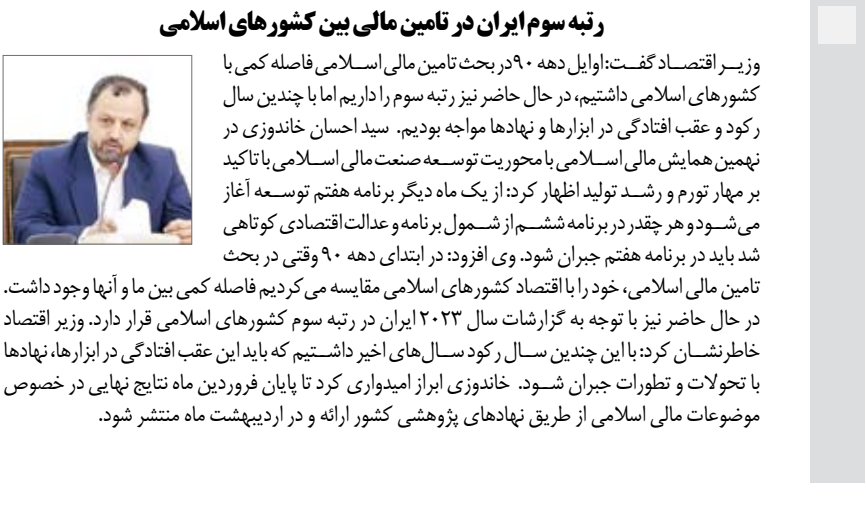 رتبه سوم ایران در تامین مالی بین کشورهای اسلامی
وزیر اقتصاد گفت:اوایل دهه ۹۰در بحث تامین مالی اسلامی فاصله کمی با
کشورهای اسلامی داشتیم، در حال حاضر نیز رتبه سوم را داریم اما با چندین سال
رکود و عقب افتادگی در ابزارها و نهادها مواجه بودیم. سید احسان خاندوزی در
نهمین همایش مالی اسلامی با محوریت توسعه صنعت مالی اسلامی با تاکید
بر مهار تورم و رشد تولید اظهار کرد: از یک ماه دیگر برنامه هفتم توسعه آغاز
می‌شود و هر چقدر در برنامه ششم از شمول برنامه و عدالت اقتصادی کوتاهی
شد باید در برنامه هفتم جبران شود. وی افزود: در ابتدای دهه ۹۰ وقتی در بحث
تامین مالی اسلامی، خود را با اقتصاد کشورهای اسلامی مقایسه می‌کردیم فاصله کمی بین ما و آنها وجود داشت.
در حال حاضر نیز با توجه به گزارشات سال ۲۰۲۳ ایران در رتبه سوم کشورهای اسلامی قرار دارد. وزیر اقتصاد
خاطرنشان کرد: با این چندین سال رکود سال‌های اخیر داشتیم که باید این عقب افتادگی در ابزارها، نهادها
با تحولات و تطورات جبران شود. خاندوزی ابراز امیدواری کرد تا پایان فروردین ماه نتایج نهایی در خصوص
موضوعات مالی اسلامی از طریق نهادهای پژوهشی کشور ارائه و در اردیبهشت ماه منتشر شود.